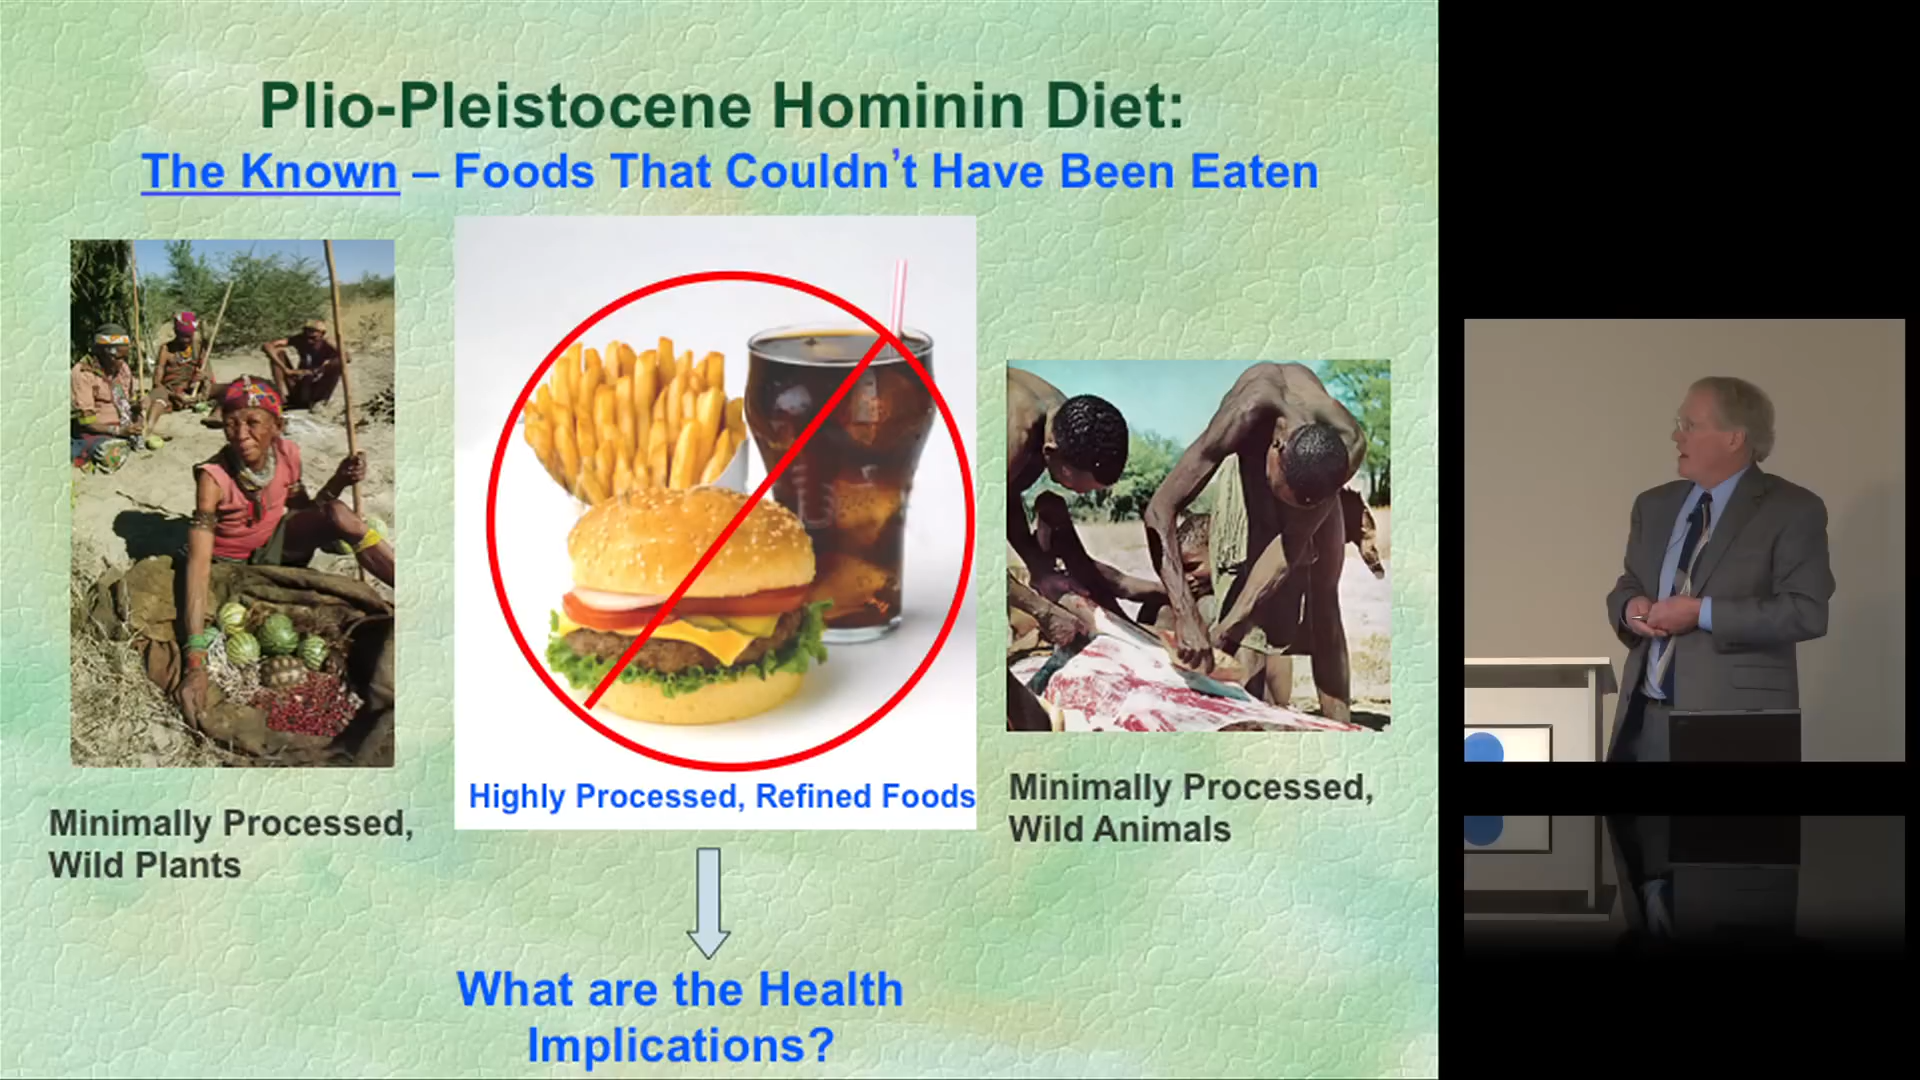 Plio-Pleistocene Hominin Diet:
The Known – Foods That Couldn't Have Been Eaten
Highly Processed, Refined Foods
Minimally Processed,
Wild Plants
Minimally Processed,
Wild Animals
What are the Health
Implications?